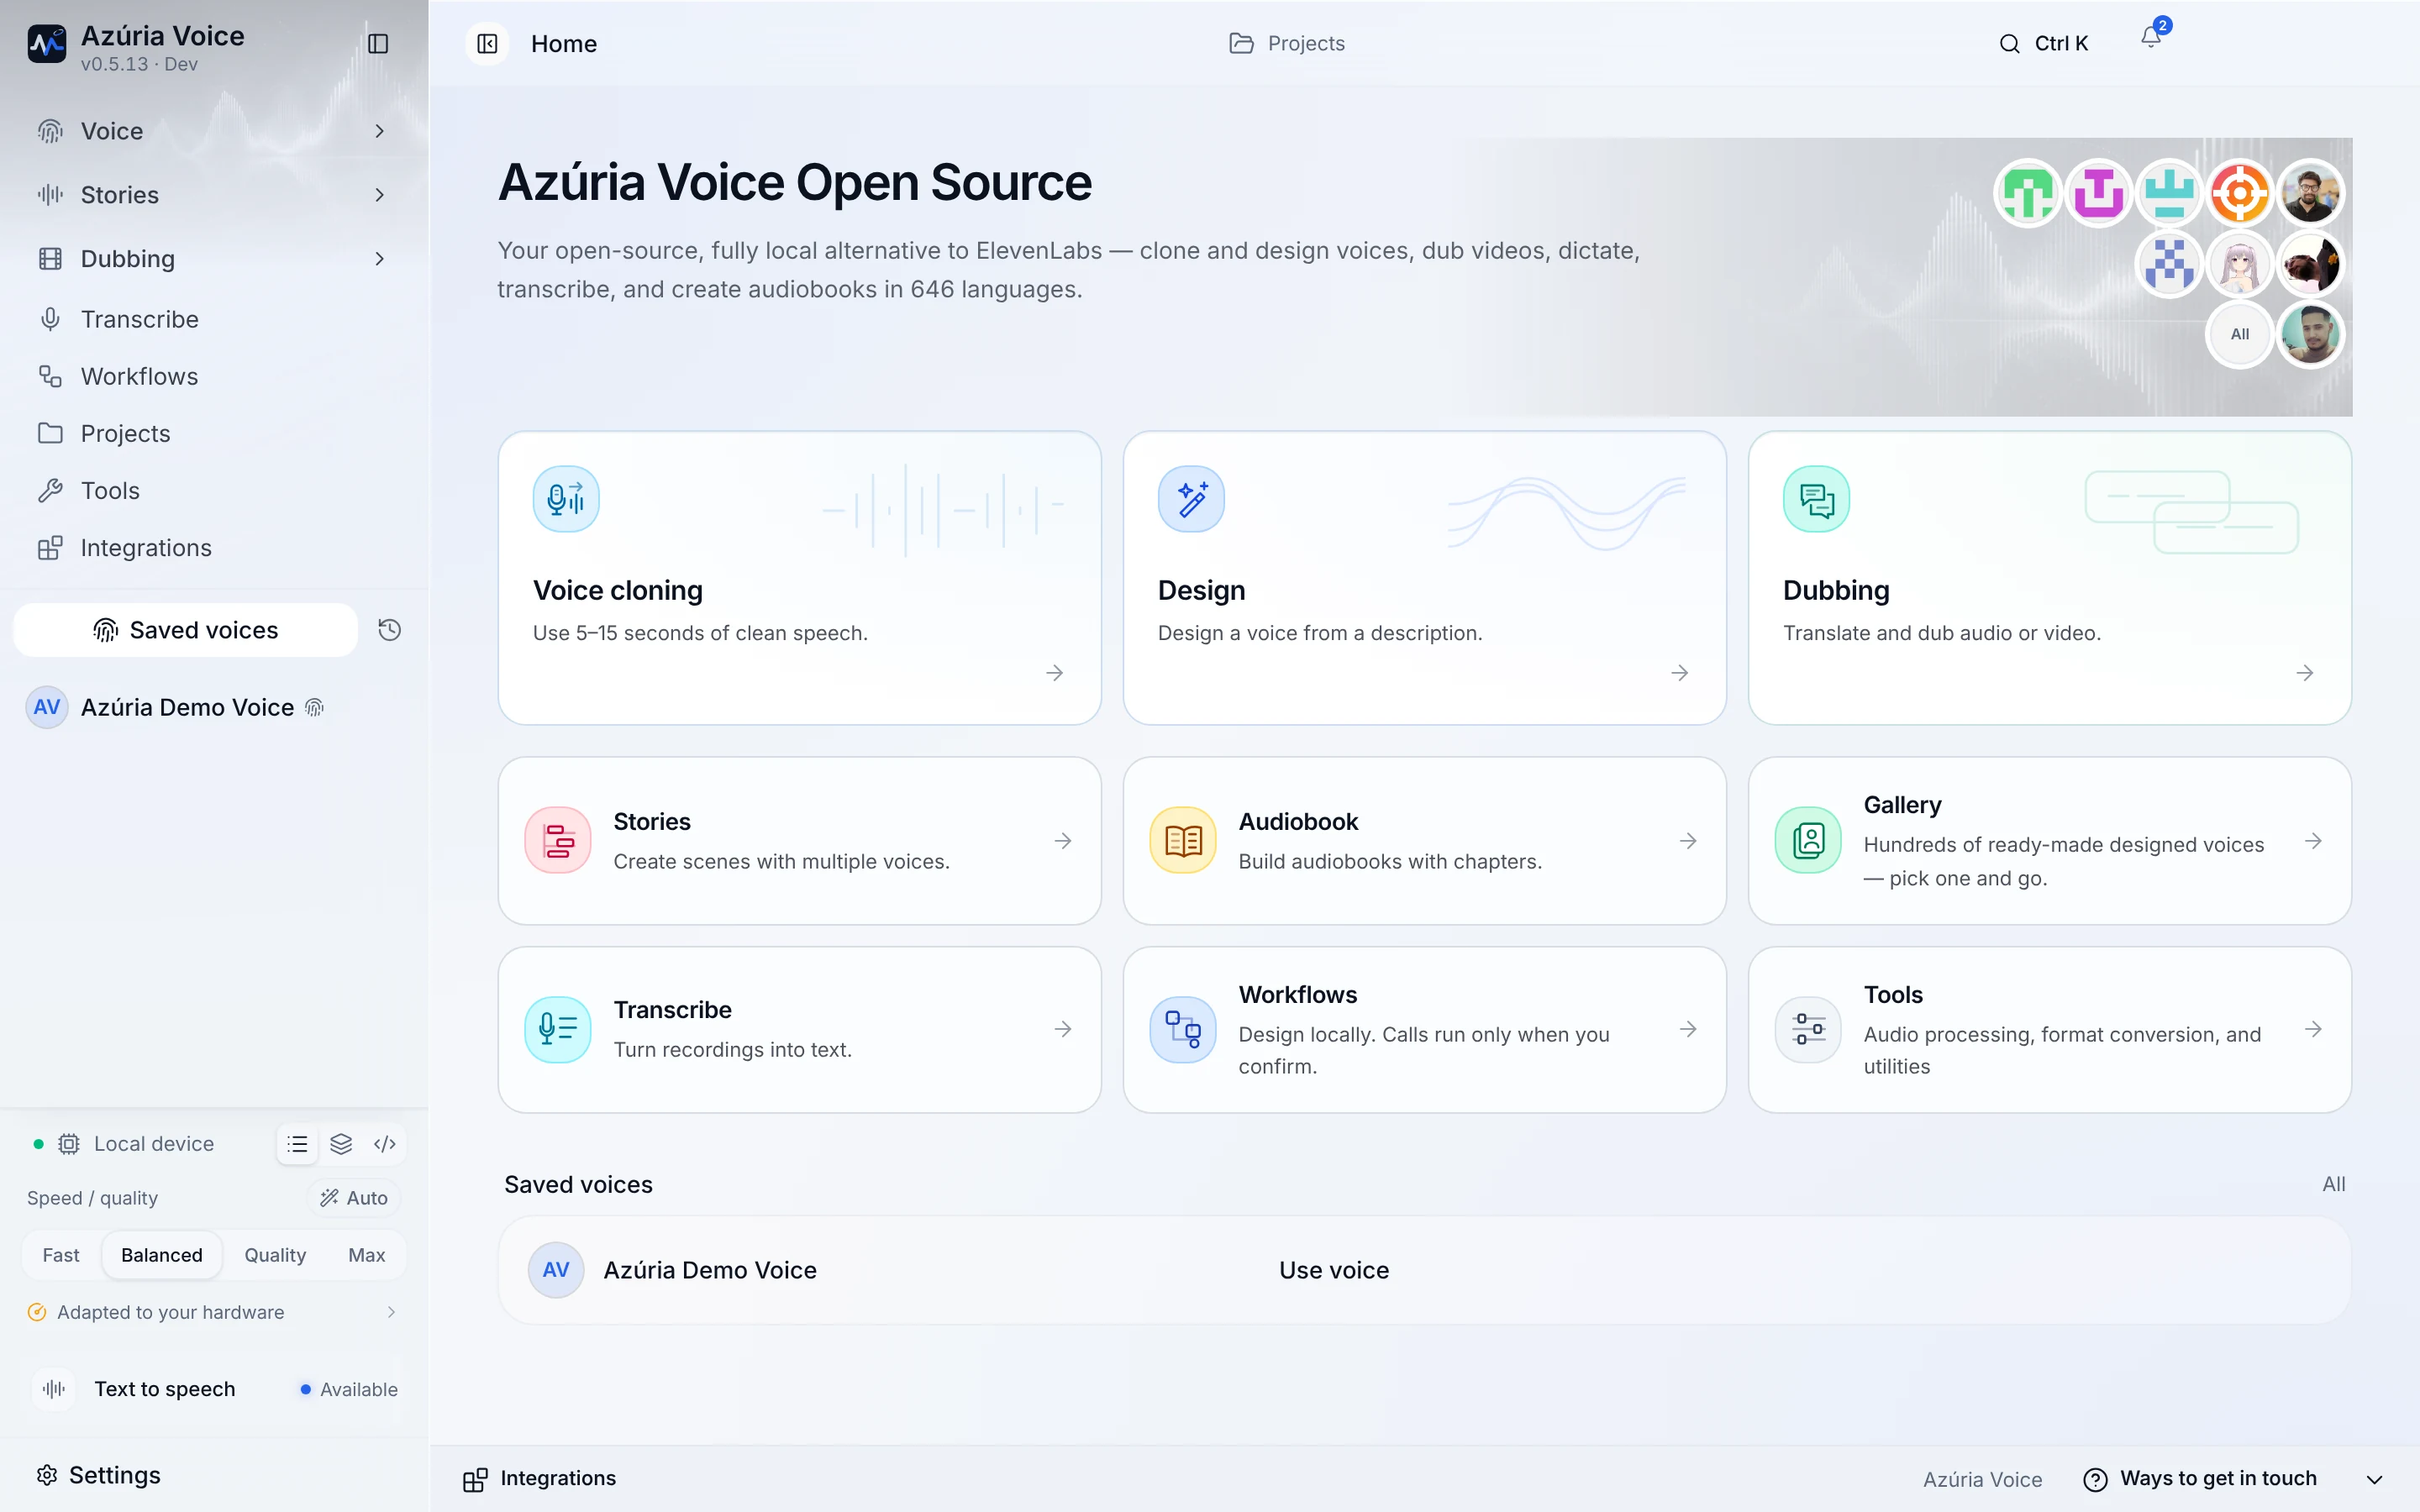 Azúria Voice
v0.5.13 · Dev
Voice
Stories
Dubbing
Transcribe
Workflows
Projects
Tools
Integrations
Saved voices
AV
Azúria Demo Voice
Local device
Speed / quality
Auto
Fast
Balanced
Quality
Max
Adapted to your hardware
Text to speech
Available
Settings
Home
Projects
Ctrl K
2
Azúria Voice Open Source
Your open-source, fully local alternative to ElevenLabs — clone and design voices, dub videos, dictate,
transcribe, and create audiobooks in 646 languages.
All
Voice cloning
Use 5–15 seconds of clean speech.
Design
Design a voice from a description.
Dubbing
Translate and dub audio or video.
Stories
Create scenes with multiple voices.
Audiobook
Build audiobooks with chapters.
Gallery
Hundreds of ready-made designed voices
— pick one and go.
Transcribe
Turn recordings into text.
Workflows
Design locally. Calls run only when you
confirm.
Tools
Audio processing, format conversion, and
utilities
Saved voices
All
AV
Azúria Demo Voice
Use voice
Integrations
Azúria Voice
Ways to get in touch